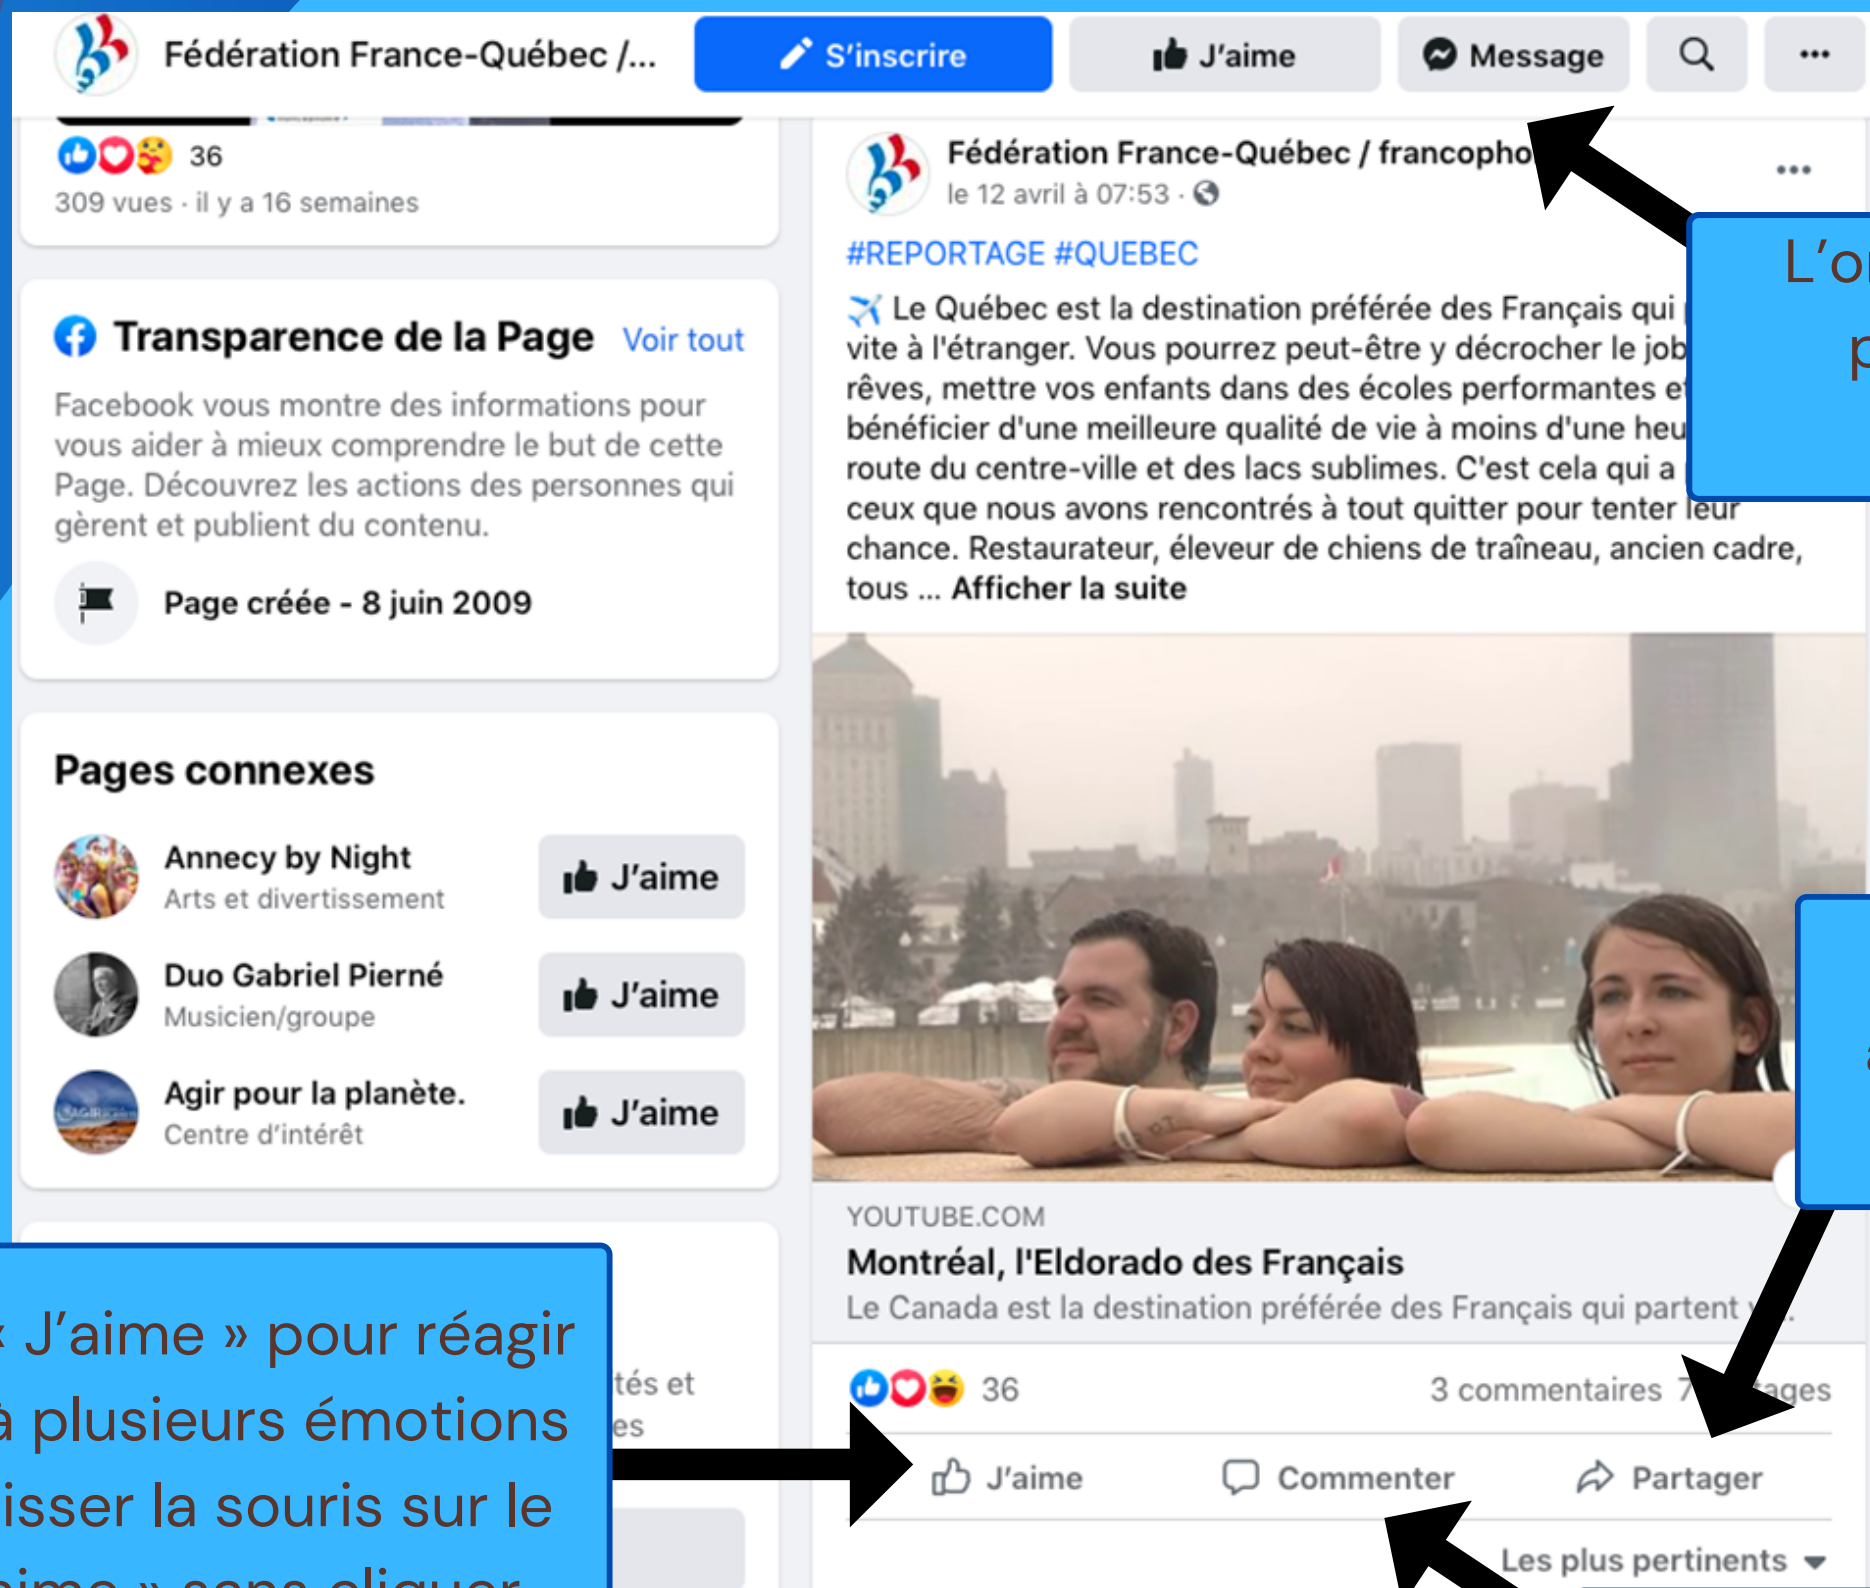 Fédération France-Québec /...
S'inscrire
J'aime
Message
36
309 vues · il y a 16 semaines
Transparence de la Page
Voir tout
Facebook vous montre des informations pour
vous aider à mieux comprendre le but de cette
Page. Découvrez les actions des personnes qui
gèrent et publient du contenu.
Page créée - 8 juin 2009
Pages connexes
Annecy by Night
Arts et divertissement
J'aime
Duo Gabriel Pierné
Musicien/groupe
J'aime
Agir pour la planète.
Centre d'intérêt
J'aime
« J'aime » pour réagir
à plusieurs émotions
isser la souris sur le
aime » sans cliquer
tés et
es
Fédération France-Québec / francopho
le 12 avril à 07:53 ·
#REPORTAGE #QUEBEC
Le Québec est la destination préférée des Français qui
vite à l'étranger. Vous pourrez peut-être y décrocher le job
rêves, mettre vos enfants dans des écoles performantes et
bénéficier d'une meilleure qualité de vie à moins d'une heu
route du centre-ville et des lacs sublimes. C'est cela qui a
ceux que nous avons rencontrés à tout quitter pour tenter leur
chance. Restaurateur, éleveur de chiens de traîneau, ancien cadre,
tous ... Afficher la suite
YOUTUBE.COM
Montréal, l'Eldorado des Français
Le Canada est la destination préférée des Français qui partent
36
3 commentaires 7 ages
J'aime
Commenter
Partager
Les plus pertinents
L'o
p